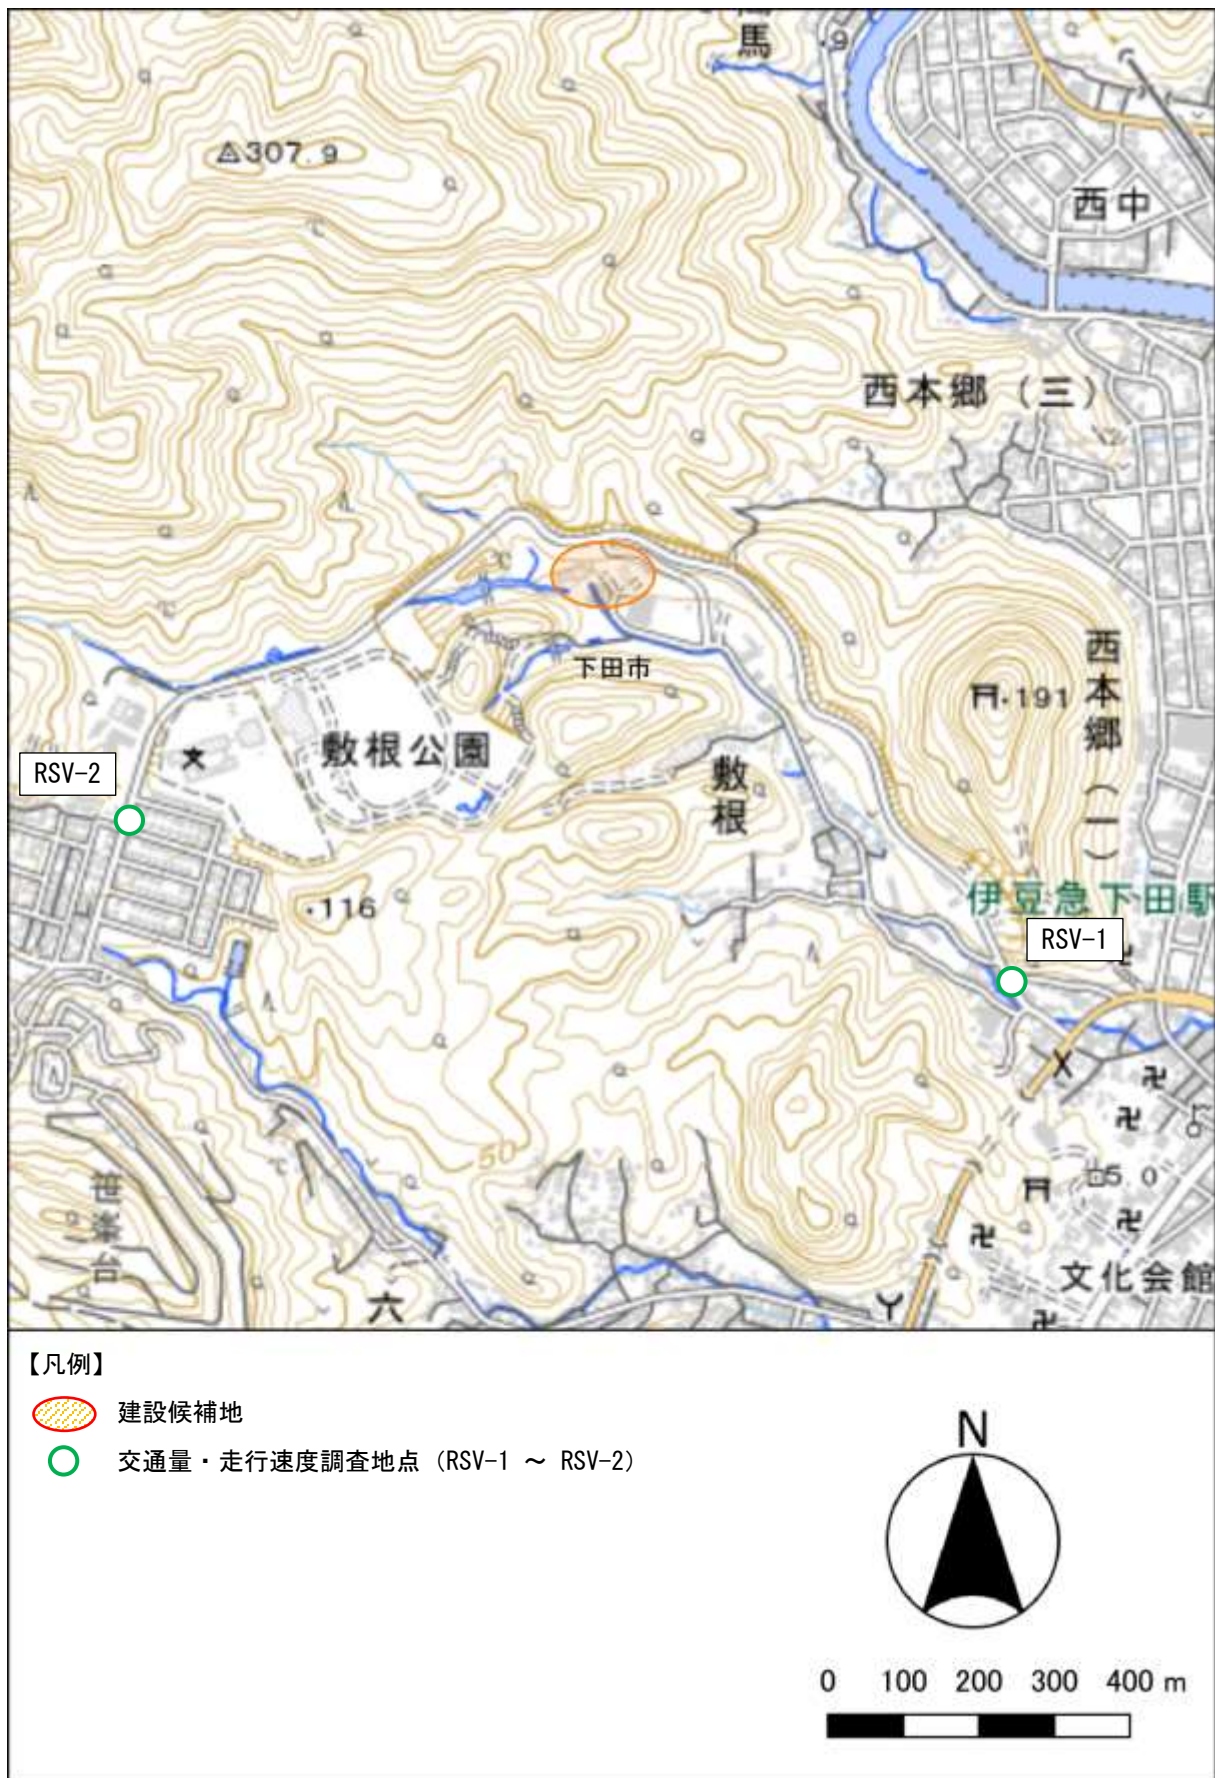 馬
・9
307.9
西中
西本郷（三）
西本郷（一）
下田市
・191
敷根公園
敷根
RSV-2
・116
伊豆急下田駅
RSV-1
50
5 0
文化会館
六
【凡例】
建設候補地
交通量・走行速度調査地点（RSV-1 ～ RSV-2）
N
0 100 200 300 400 m